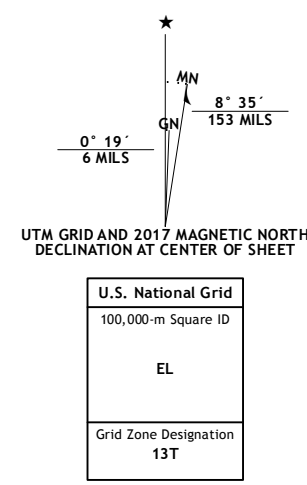 ★
MN
8° 35´
153 MILS
GN
0° 19´
6 MILS
UTM GRID AND 2017 MAGNETIC NORTH
DECLINATION AT CENTER OF SHEET
U.S. National Grid
100,000-m Square ID
EL
Grid Zone Designation
13T